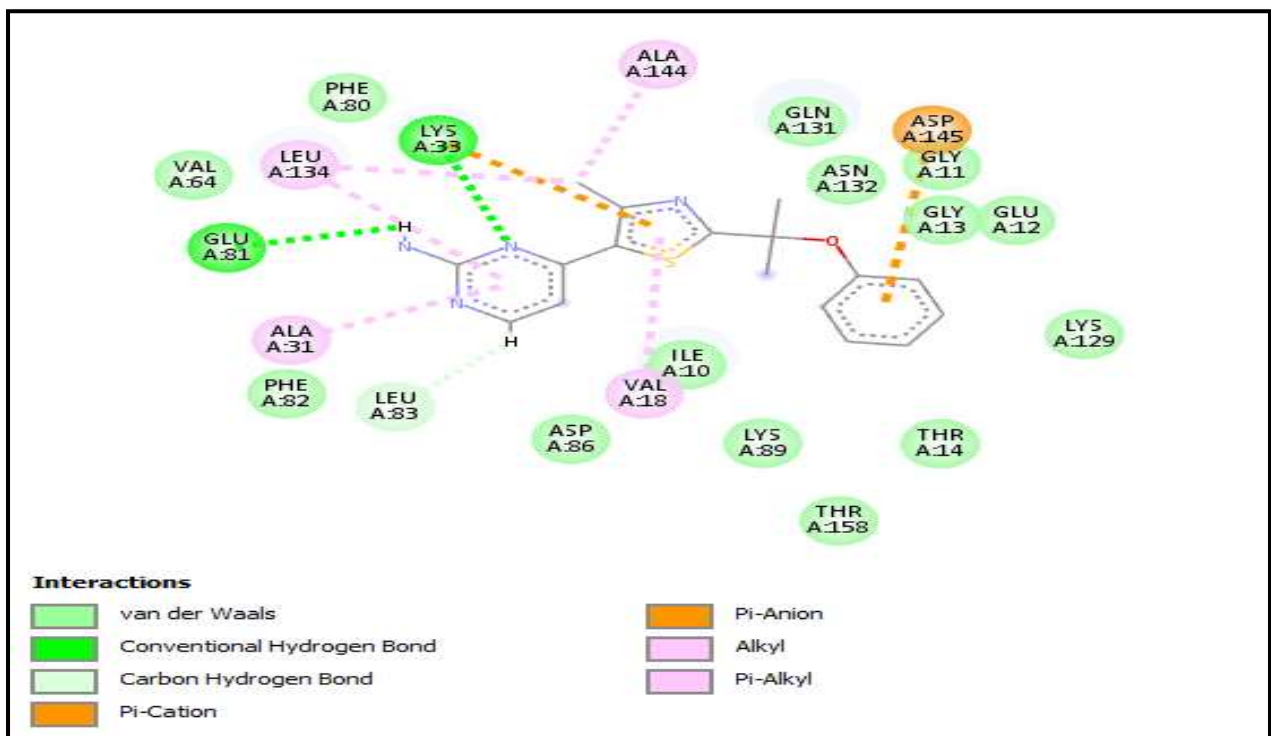 ALA
A:144
PHE
A:80
GLN
A:131
ASP
A:145
LYS
A:33
LEU
A:134
GLY
A:11
VAL
A:64
ASN
A:132
N
H
GLY
A:13
GLU
A:12
GLU
A:81
N
N
O
S
N
ALA
A:31
H
LYS
A:129
ILE
A:10
PHE
A:82
LEU
A:83
VAL
A:18
ASP
A:86
LYS
A:89
THR
A:14
THR
A:158
Interactions
van der Waals
Conventional Hydrogen Bond
Carbon Hydrogen Bond
Pi-Cation
Pi-Anion
Alkyl
Pi-Alkyl